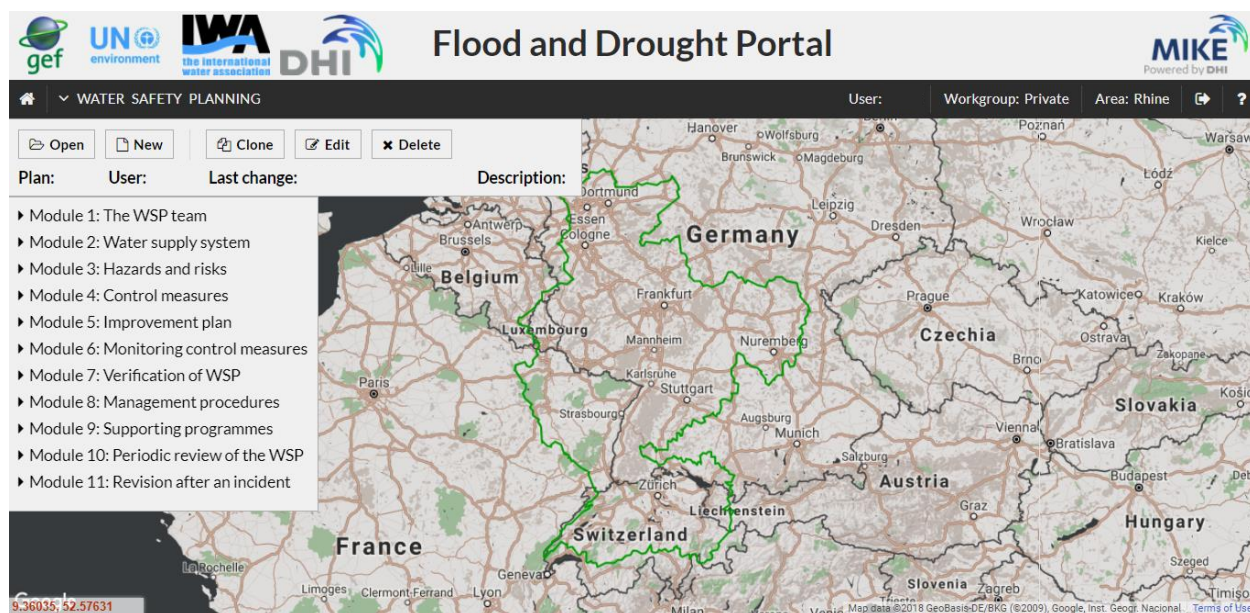 gef
UN environment
IWA
the international
water association
DHI
Flood and Drought Portal
MIKE
Powered by DHI
WATER SAFETY PLANNING
User:
Workgroup: Private
Area: Rhine
?
Open
New
Clone
Edit
Delete
Plan:
User:
Last change:
Description:
Module 1: The WSP team
Module 2: Water supply system
Module 3: Hazards and risks
Module 4: Control measures
Module 5: Improvement plan
Module 6: Monitoring control measures
Module 7: Verification of WSP
Module 8: Management procedures
Module 9: Supporting programmes
Module 10: Periodic review of the WSP
Module 11: Revision after an incident
Hanover
Wolfsburg
Poznań
Warsaw
Brunswick
Magdeburg
Łódź
Dortmund
Leipzig
Essen
Antwerp
Cologne
Germany
Dresden
Wrocław
Brussels
Kielce
Lille
Belgium
Frankfurt
Prague
Katowice
Kraków
Luxembourg
Mannheim
Nuremberg
Czechia
Ostrava
Brno
Zakopane
Karlsruhe
Paris
Stuttgart
Slovakia
Strasbourg
Augsburg
Munich
Vienna
Bratislava
Salzburg
Zürich
Austria
Budapest
Liechtenstein
Graz
Switzerland
Hungary
France
La Rochelle
Geneva
Szeged
Limoges
Clermont-Ferrand
Lyon
Slovenia
Zagreb
Milan
9.36035, 52.57631
Map data ©2018 GeoBasis-DE/BKG (©2009), Google, Inst. Geogr. Nacional
Terms of Use